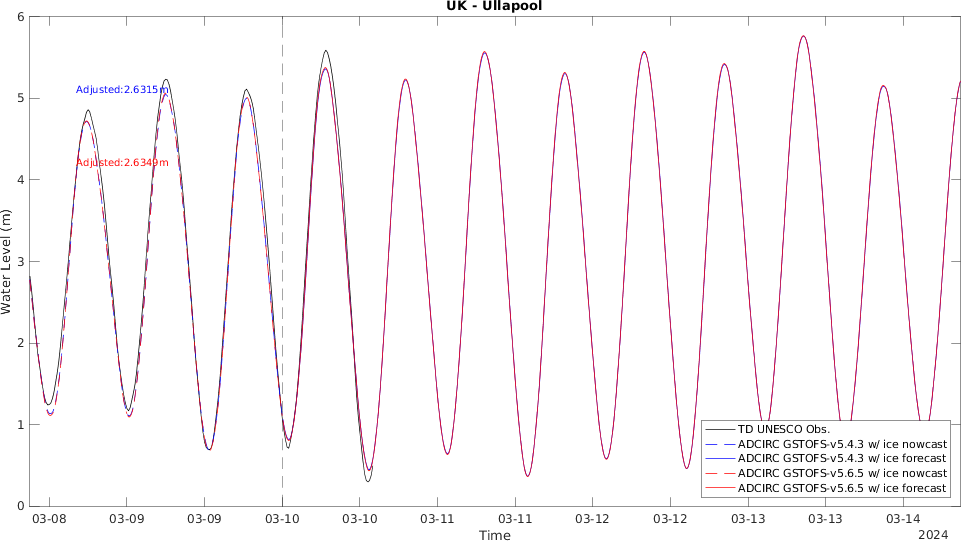 UK - Ullapool
6
5
4
3
2
1
0
Water Level (m)
Adjusted:2.6315m
Adjusted:2.6349m
TD UNESCO Obs.
ADCIRC GSTOFS-v5.4.3 w/ ice nowcast
ADCIRC GSTOFS-v5.4.3 w/ ice forecast
ADCIRC GSTOFS-v5.6.5 w/ ice nowcast
ADCIRC GSTOFS-v5.6.5 w/ ice forecast
03-08 03-09 03-09 03-10 03-10 03-11 03-11 03-12 03-12 03-13 03-13 03-14
Time
2024